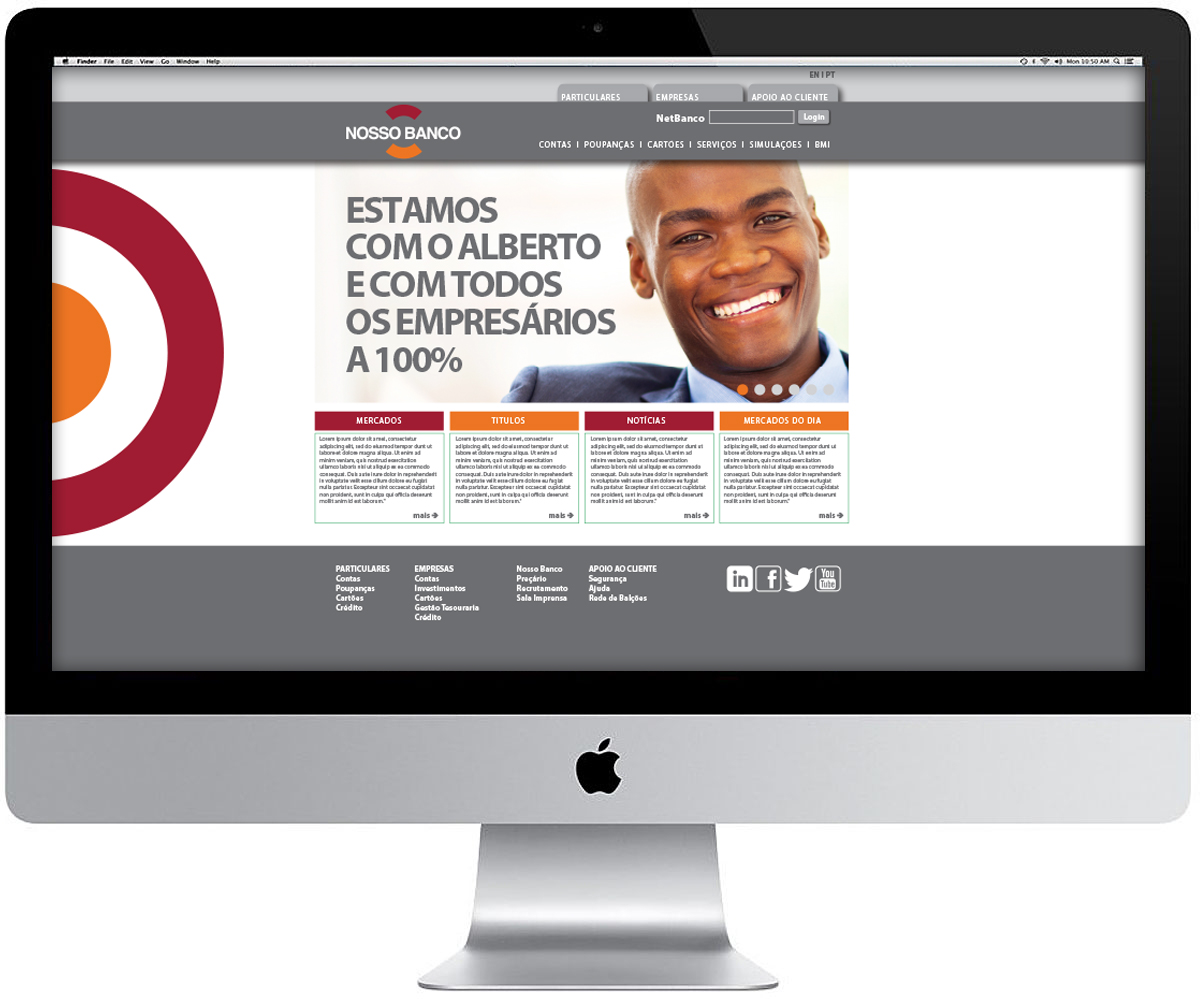 Finder File Edit View Go Window Help
Mon 10:50 AM
EN I PT
PARTICULARES
EMPRESAS
APOIO AO CLIENTE
NetBanco
Login
NOSSO BANCO
CONTAS I POUPANÇAS I CARTOES I SERVIÇOS I SIMULAÇOES I BMI
ESTAMOS
COM O ALBERTO
E COM TODOS
OS EMPRESÁRIOS
A 100%
MERCADOS
Lorem ipsum dolor sit amet, consectetur
adipiscing elit, sed do eiusmod tempor dunt ut
labore et dolore magna aliqua. Ut enim ad
minim veniam, quis nostrud exercitation
ullamco laboris nisi ut aliquip ex ea commodo
consequat. Duis aute irure dolor in reprehenderit
in voluptate velit esse cillum dolore eu fugiat
nulla pariatur. Excepteur sint occaecat cupidatat
non proident, sunt in culpa qui officia deserunt
mollit anim id est laborum."
mais
TITULOS
Lorem ipsum dolor sit amet, consectetur
adipiscing elit, sed do eiusmod tempor dunt ut
labore et dolore magna aliqua. Ut enim ad
minim veniam, quis nostrud exercitation
ullamco laboris nisi ut aliquip ex ea commodo
consequat. Duis aute irure dolor in reprehenderit
in voluptate velit esse cillum dolore eu fugiat
nulla pariatur. Excepteur sint occaecat cupidatat
non proident, sunt in culpa qui officia deserunt
mollit anim id est laborum."
mais
NOTÍCIAS
Lorem ipsum dolor sit amet, consectetur
adipiscing elit, sed do eiusmod tempor dunt ut
labore et dolore magna aliqua. Ut enim ad
minim veniam, quis nostrud exercitation
ullamco laboris nisi ut aliquip ex ea commodo
consequat. Duis aute irure dolor in reprehenderit
in voluptate velit esse cillum dolore eu fugiat
nulla pariatur. Excepteur sint occaecat cupidatat
non proident, sunt in culpa qui officia deserunt
mollit anim id est laborum."
mais
MERCADOS DO DIA
Lorem ipsum dolor sit amet, consectetur
adipiscing elit, sed do eiusmod tempor dunt ut
labore et dolore magna aliqua. Ut enim ad
minim veniam, quis nostrud exercitation
ullamco laboris nisi ut aliquip ex ea commodo
consequat. Duis aute irure dolor in reprehenderit
in voluptate velit esse cillum dolore eu fugiat
nulla pariatur. Excepteur sint occaecat cupidatat
non proident, sunt in culpa qui officia deserunt
mollit anim id est laborum."
mais
PARTICULARES
Contas
Poupanças
Cartões
Crédito
EMPRESAS
Contas
Investimentos
Cartões
Gestão Tesouraria
Crédito
Nosso Banco
Preçário
Recrutamento
Sala Imprensa
APOIO AO CLIENTE
Segurança
Ajuda
Rede de Balções
in
f
You
Tube